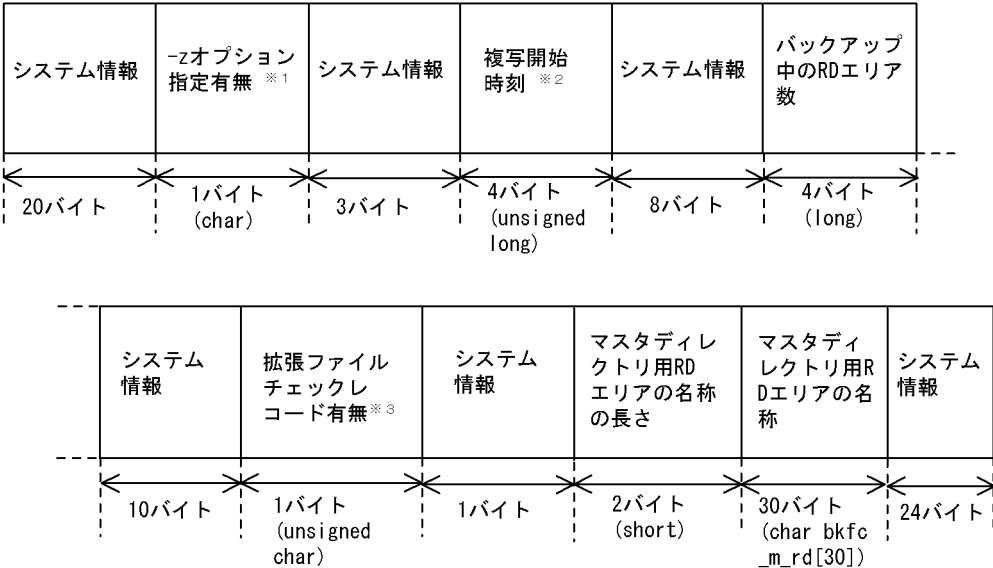 システム情報
-zオプション
指定有無 ※1
システム情報
複写開始
時刻 ※2
システム情報
バックアップ
中のRDエリア
数
20バイト
1バイト
(char)
3バイト
4バイト
(unsigned
long)
8バイト
4バイト
(long)
システム
情報
拡張ファイル
チェックレ
コード有無※3
システム
情報
マスタディレ
クトリ用RD
エリアの名称
の長さ
マスタディ
レクトリ用R
Dエリアの名
称
システム
情報
10バイト
1バイト
(unsigned
char)
1バイト
2バイト
(short)
30バイト
(char bkfc
_m_rd[30])
24バイト